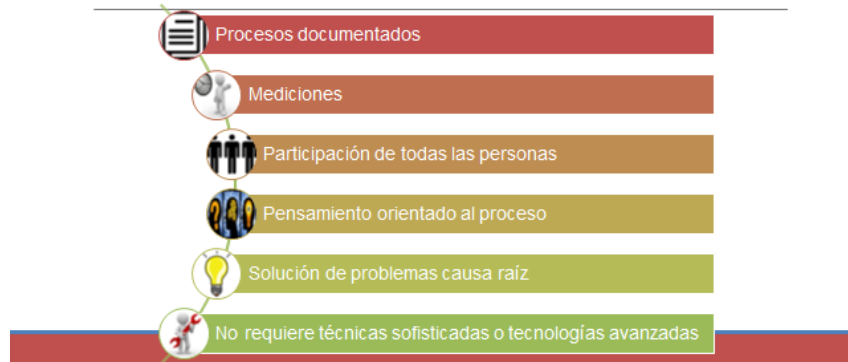 Procesos documentados
Mediciones
Participación de todas las personas
Pensamiento orientado al proceso
Solución de problemas causa raíz
No requiere técnicas sofisticadas o tecnologías avanzadas